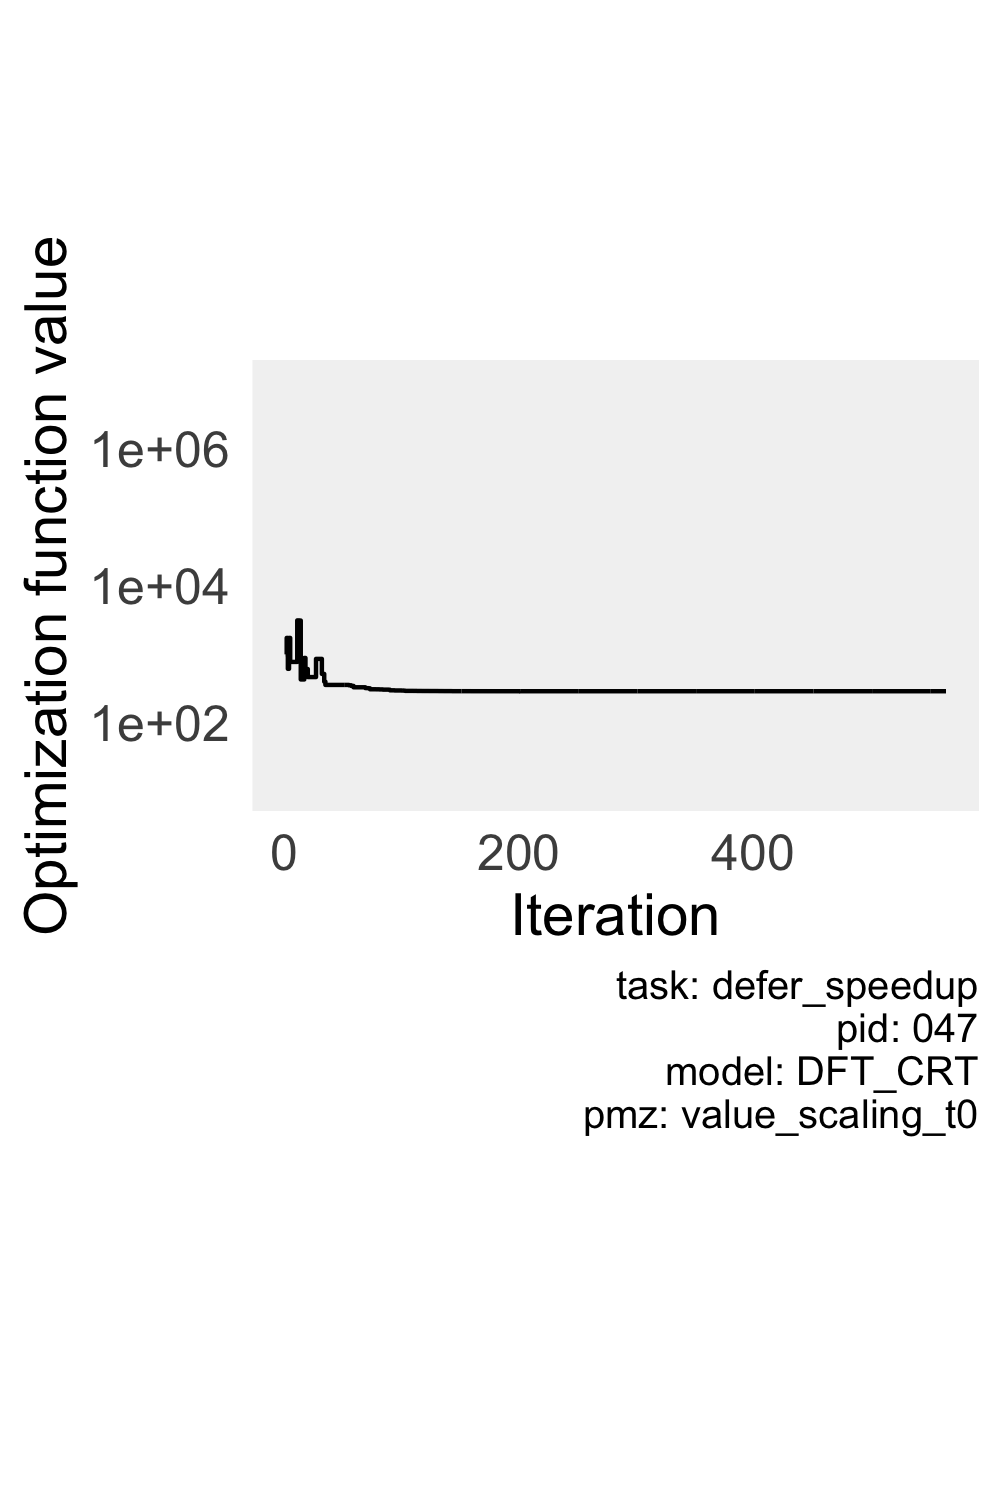 Optimization function value
1e+06
1e+04
1e+02
0 200 400
Iteration
task: defer_speedup
pid: 047
model: DFT_CRT
pmz: value_scaling_t0